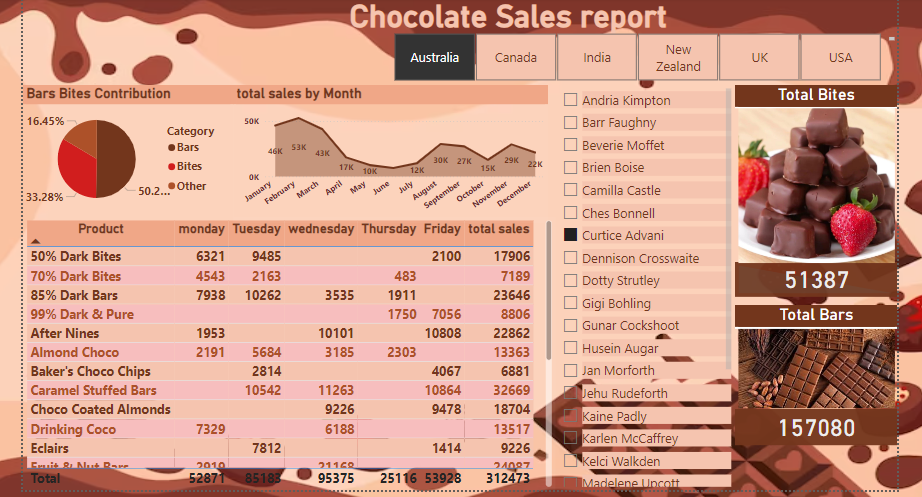 Chocolate Sales report
Australia Canada India New Zealand UK USA
Bars Bites Contribution
16.45%
33.28%
50.2...
Category
Bars
Bites
Other
total sales by Month
50K
0K
46K 53K 43K 17K 10K 12K 30K 27K 15K 29K 22K
January February March April May June July August September October November December
Product monday Tuesday wednesday Thursday Friday total sales
50% Dark Bites 6321 9485 2100 17906
70% Dark Bites 4543 2163 483 7189
85% Dark Bars 7938 10262 3535 1911 23646
99% Dark & Pure 1750 7056 8806
After Nines 1953 10101 10808 22862
Almond Choco 2191 5684 3185 2303 13363
Baker's Choco Chips 2814 4067 6881
Caramel Stuffed Bars 10542 11263 10864 32669
Choco Coated Almonds 9226 9478 18704
Drinking Coco 7329 6188 13517
Eclairs 7812 1414 9226
Fruit & Nut Bars 2919 21168 24087
Total 52871 85183 95375 25116 53928 312473
Andria Kimpton
Barr Faughny
Beverie Moffet
Brien Boise
Camilla Castle
Ches Bonnell
Curtice Advani
Dennison Crosswaite
Dotty Strutley
Gigi Bohling
Gunar Cockshoot
Husein Augar
Jan Morforth
Jehu Rudeforth
Kaine Padly
Karlen McCaffrey
Kelci Walkden
Madelene Upcott
Total Bites
51387
Total Bars
157080